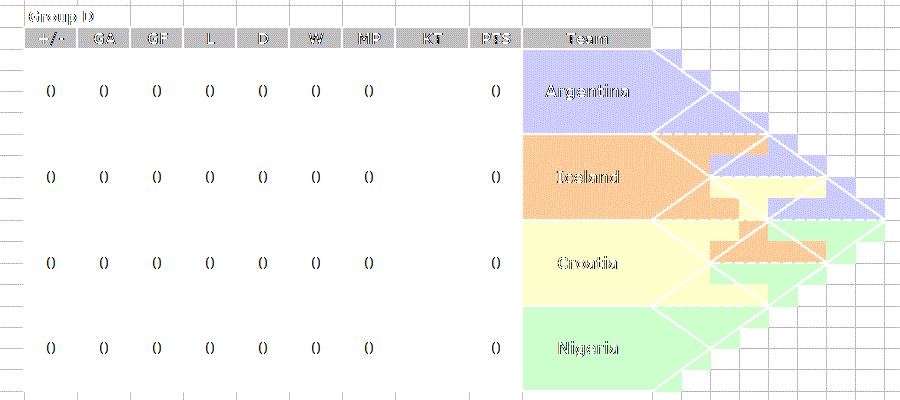 Group D
+/- GA GF L D W MP KT PTS Team
0 0 0 0 0 0 0 0 Argentina
0 0 0 0 0 0 0 0 Iceland
0 0 0 0 0 0 0 0 Croatia
0 0 0 0 0 0 0 0 Nigeria